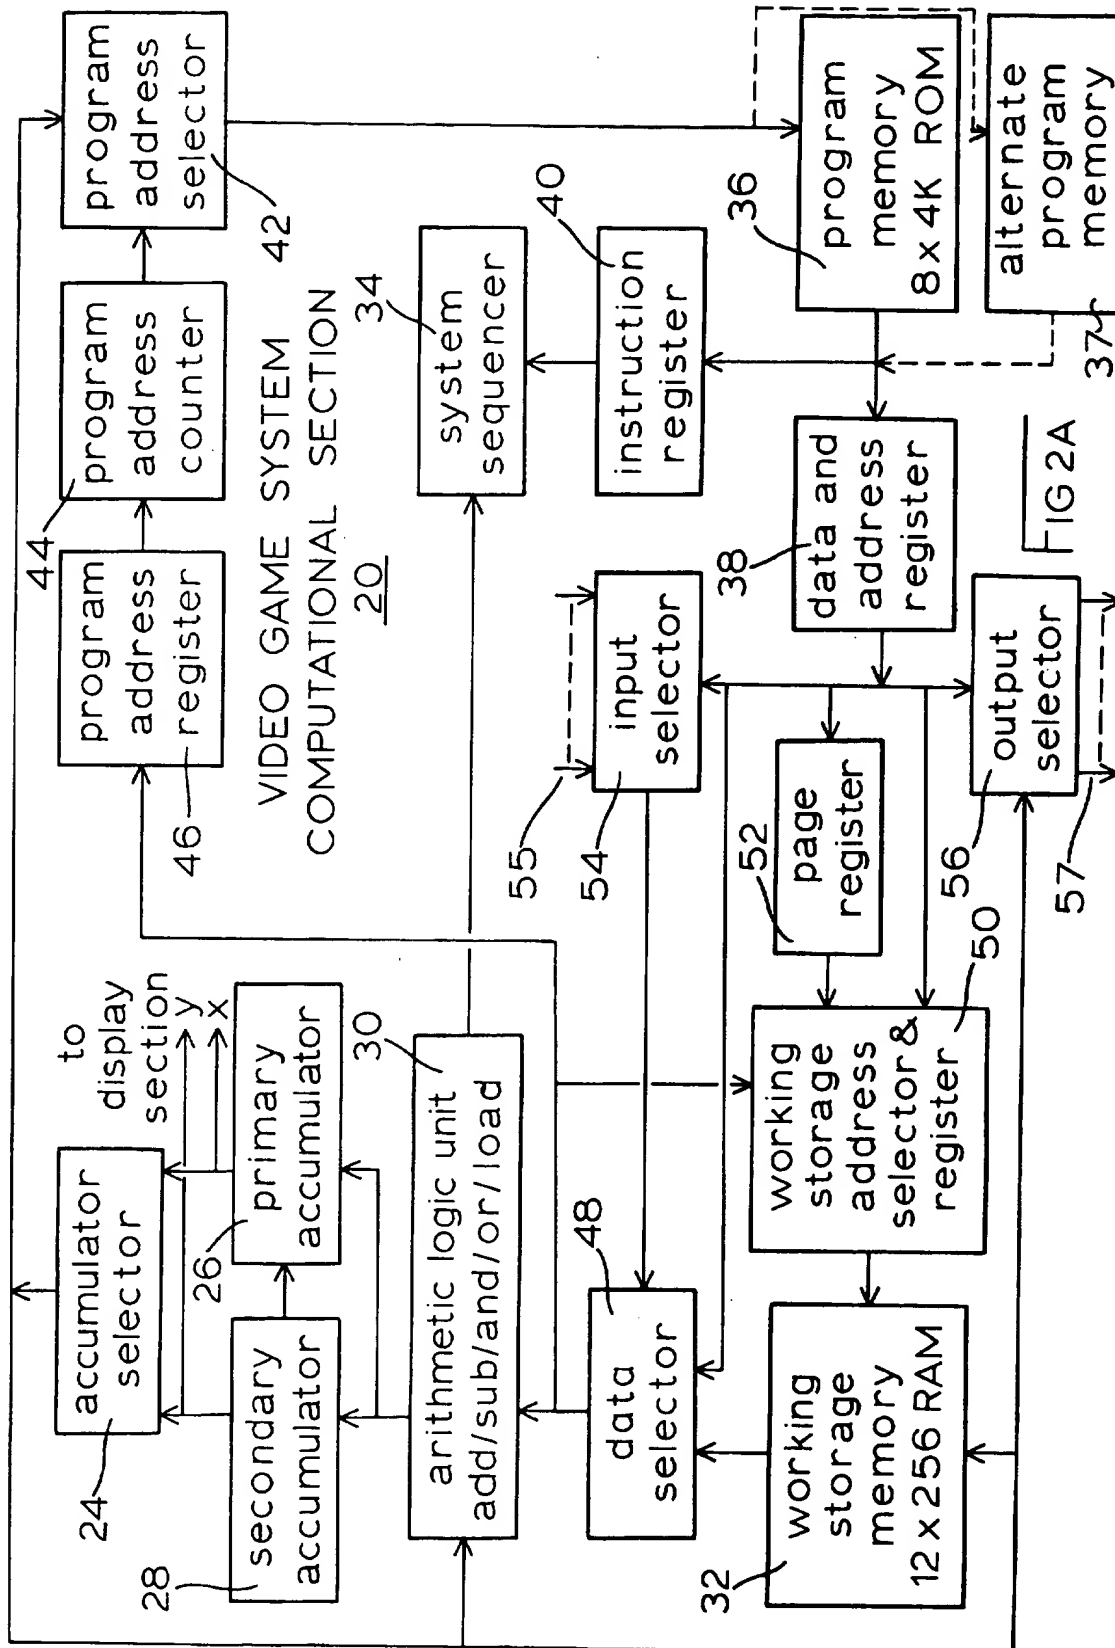 to
display
section
y
x
accumulator
selector
24
secondary
accumulator
28
primary
accumulator
26
arithmetic logic unit
add/sub/and/or/load
30
program
address
register
46
program
address
counter
44
program
address
selector
42
VIDEO GAME SYSTEM
COMPUTATIONAL SECTION
20
system
sequencer
34
instruction
register
40
data
selector
48
55
input
selector
54
working
storage
memory
12 x 256 RAM
32
working
storage
address
selector &
register
50
page
register
52
data and
address
register
38
program
memory
8 x 4K ROM
36
alternate
program
memory
37
output
selector
56
57
FIG 2A